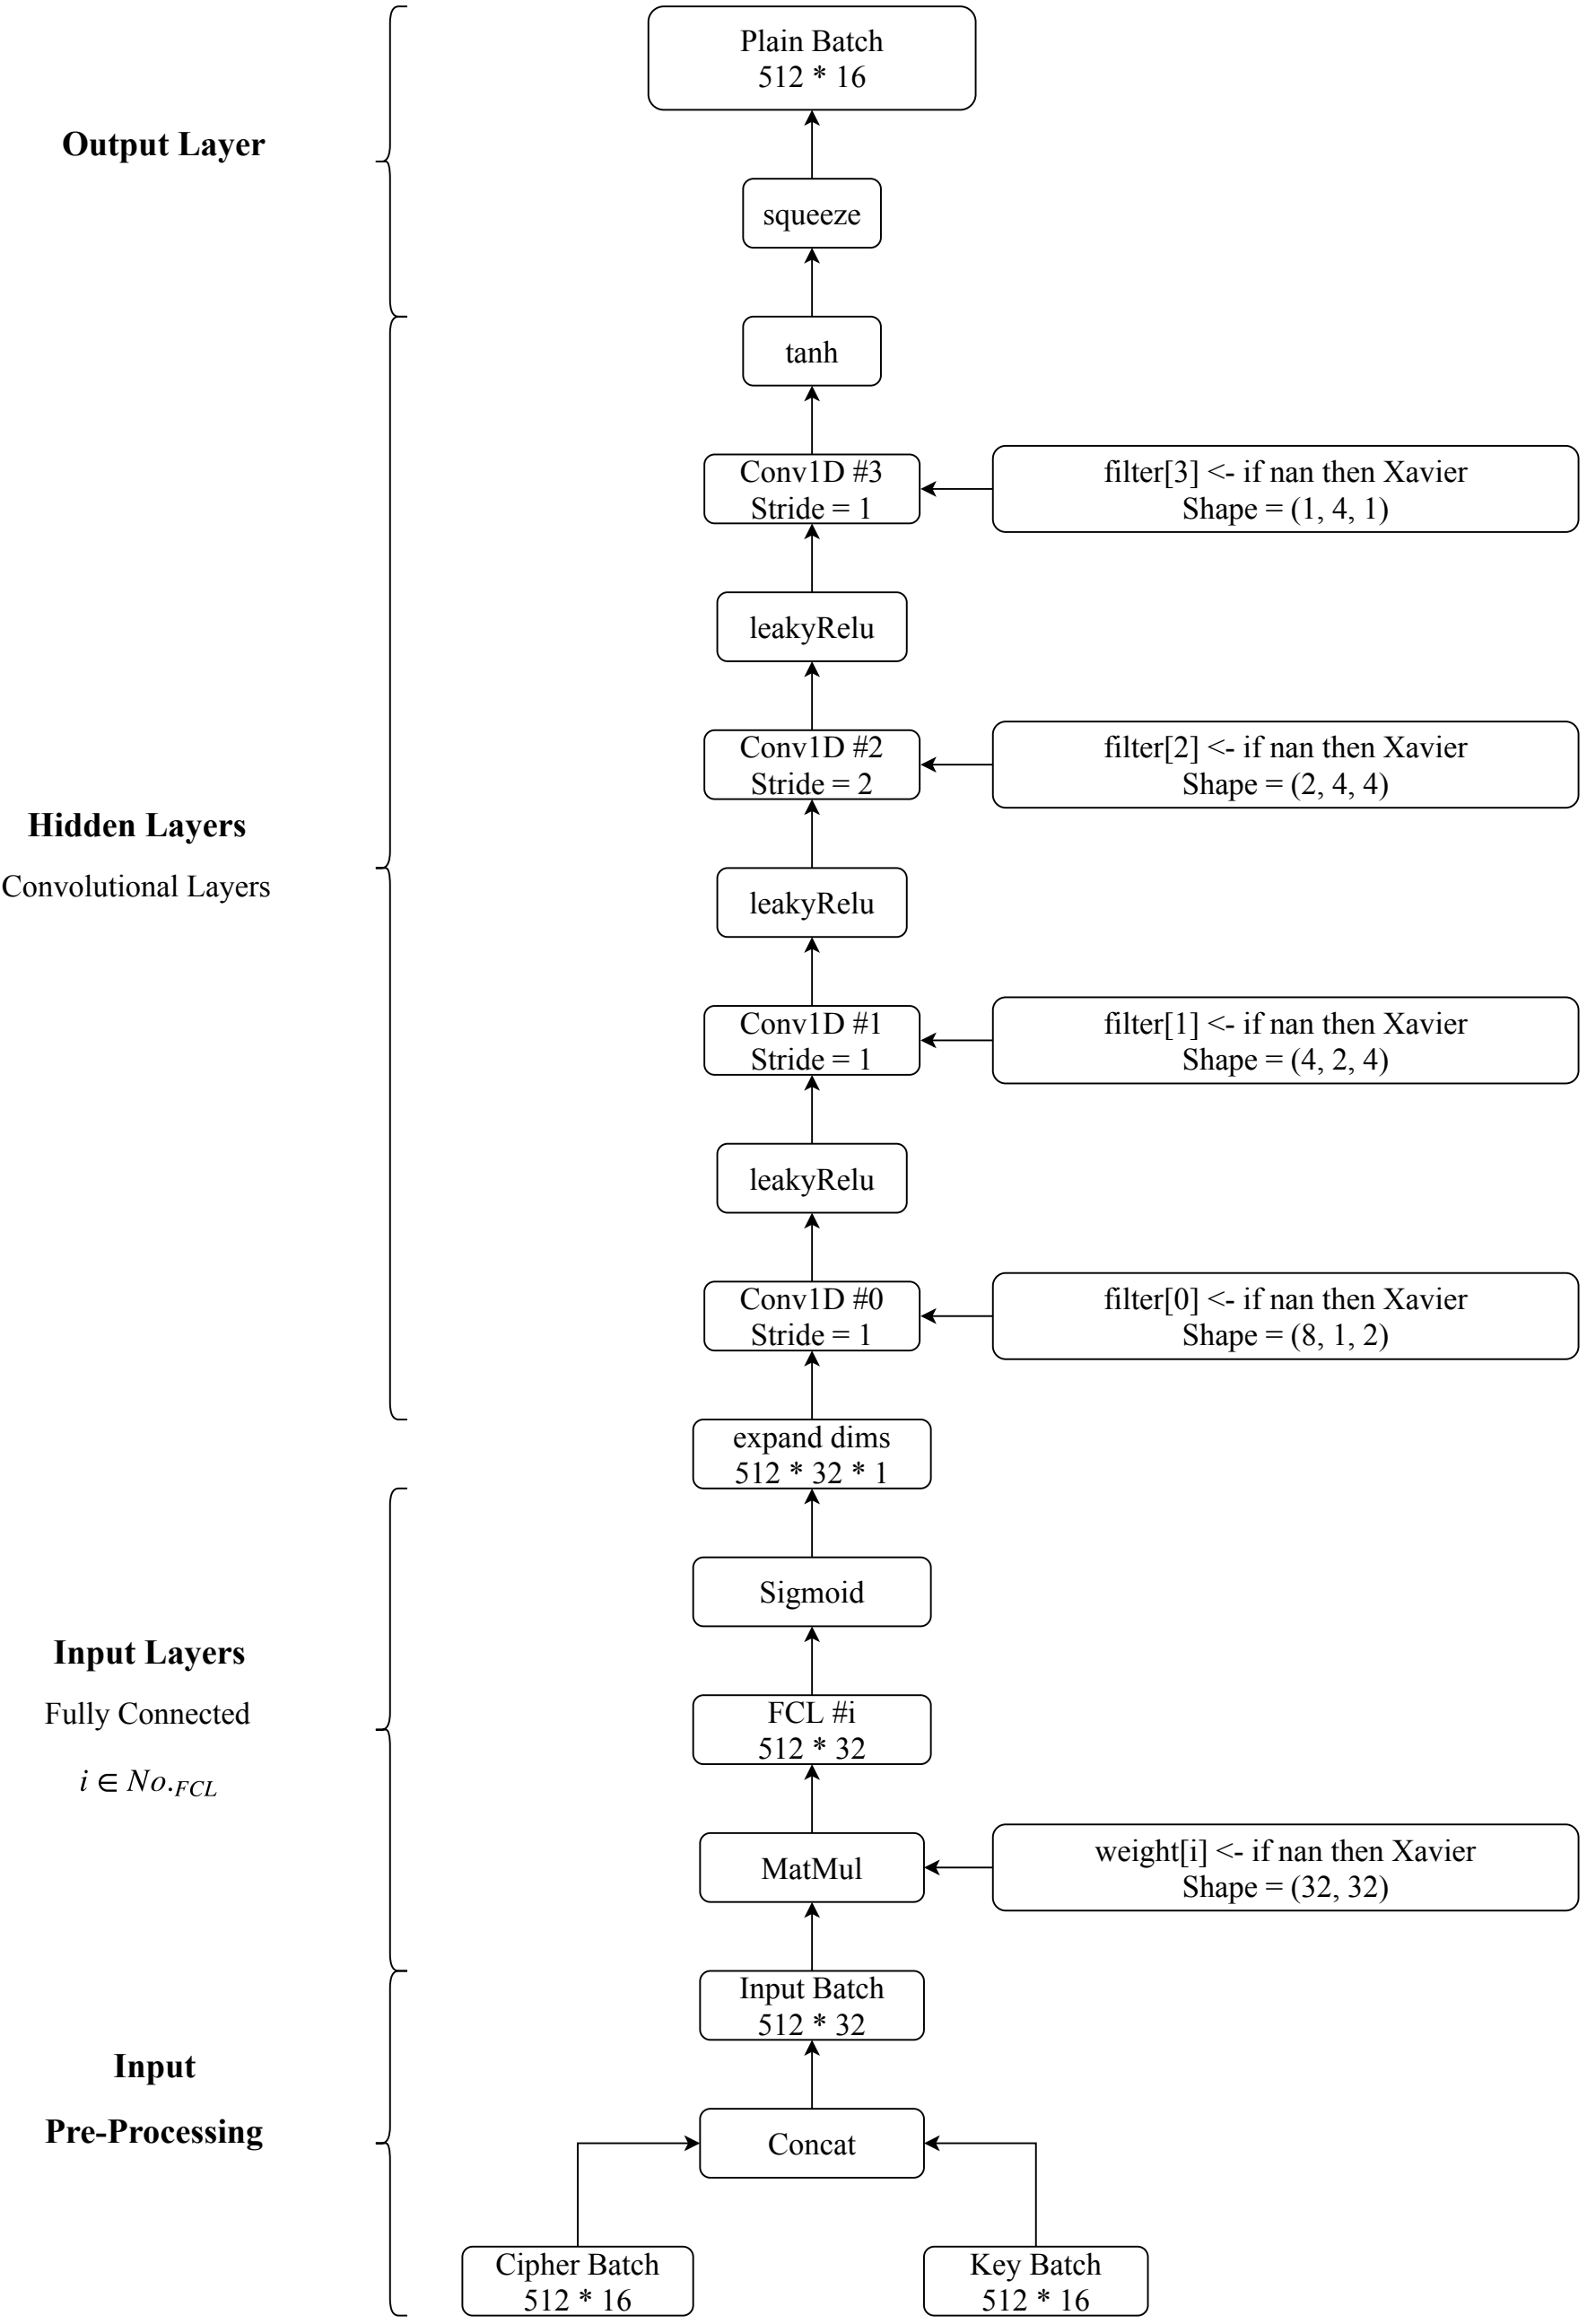 Plain Batch
512 * 16
Output Layer
squeeze
tanh
Conv1D #3
Stride = 1
filter[3] <- if nan then Xavier
Shape = (1, 4, 1)
leakyRelu
Conv1D #2
Stride = 2
filter[2] <- if nan then Xavier
Shape = (2, 4, 4)
Hidden Layers
Convolutional Layers
leakyRelu
Conv1D #1
Stride = 1
filter[1] <- if nan then Xavier
Shape = (4, 2, 4)
leakyRelu
Conv1D #0
Stride = 1
filter[0] <- if nan then Xavier
Shape = (8, 1, 2)
expand dims
512 * 32 * 1
Sigmoid
Input Layers
Fully Connected
i ∈ No.FCL
FCL #i
512 * 32
MatMul
weight[i] <- if nan then Xavier
Shape = (32, 32)
Input Batch
512 * 32
Input
Pre-Processing
Concat
Cipher Batch
512 * 16
Key Batch
512 * 16